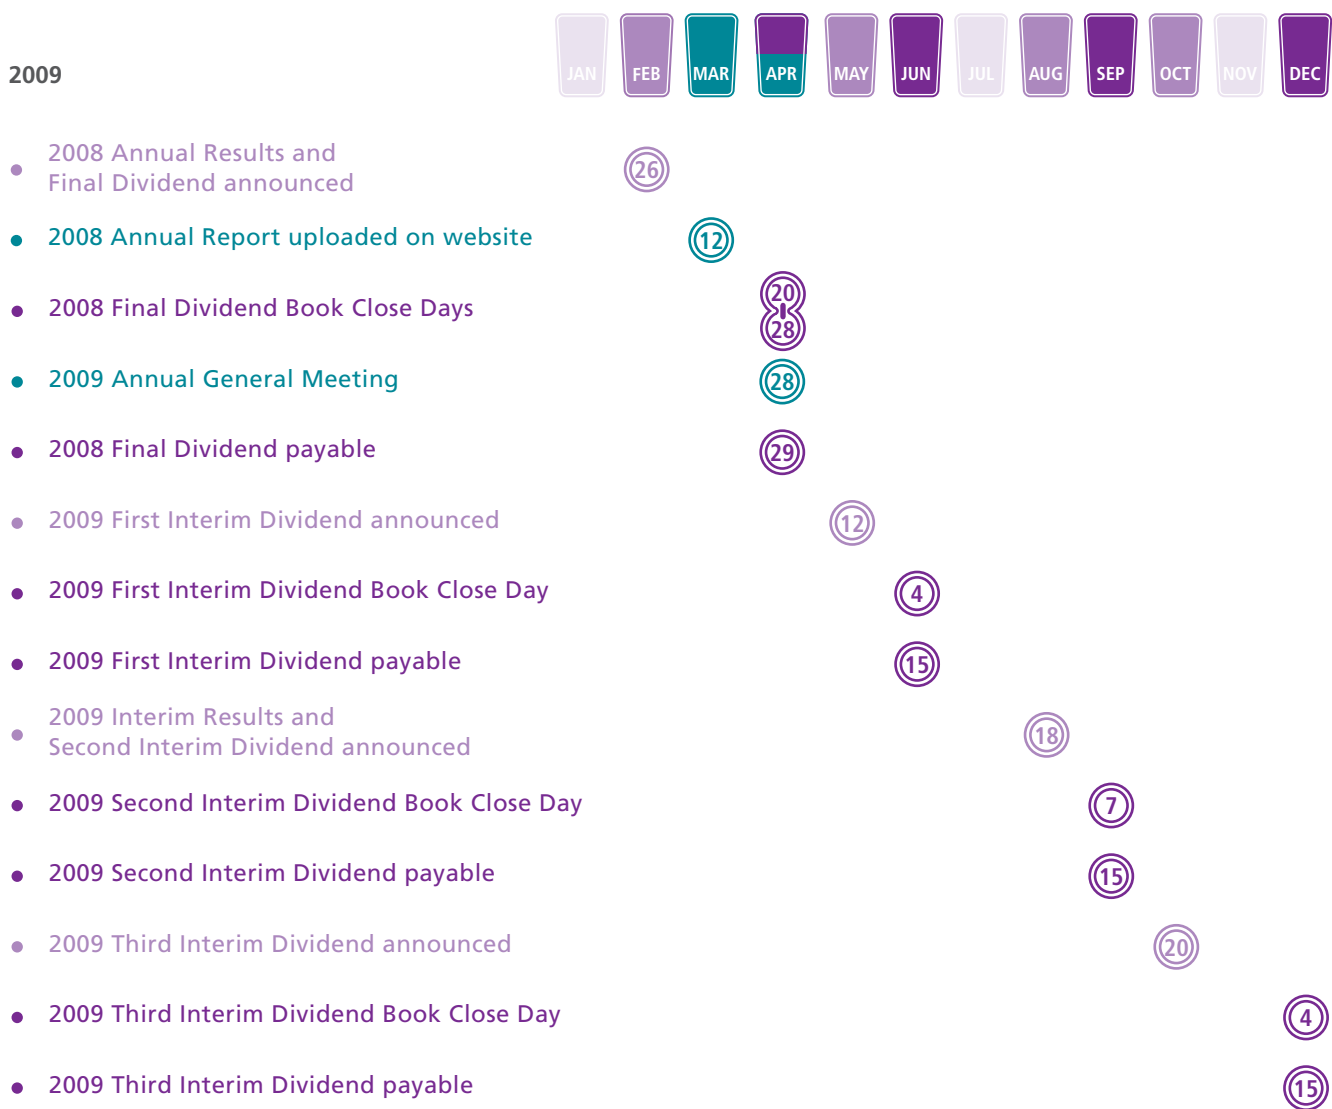 2009 JAN FEB MAR APR MAY JUN JUL AUG SEP OCT NOV DEC
2008 Annual Results and
Final Dividend announced 26
2008 Annual Report uploaded on website 12
2008 Final Dividend Book Close Days 20 28
2009 Annual General Meeting 28
2008 Final Dividend payable 29
2009 First Interim Dividend announced 12
2009 First Interim Dividend Book Close Day 4
2009 First Interim Dividend payable 15
2009 Interim Results and
Second Interim Dividend announced 18
2009 Second Interim Dividend Book Close Day 7
2009 Second Interim Dividend payable 15
2009 Third Interim Dividend announced 20
2009 Third Interim Dividend Book Close Day 4
2009 Third Interim Dividend payable 15